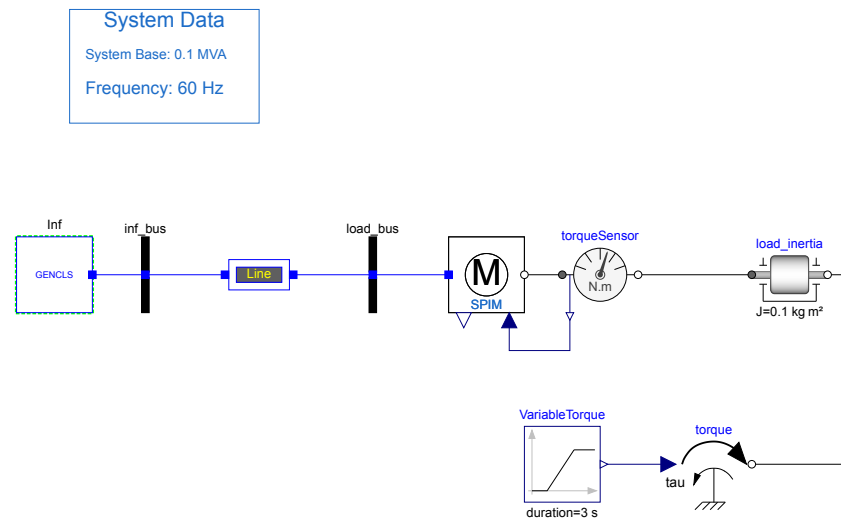 System Data
System Base: 0.1 MVA
Frequency: 60 Hz
Inf
inf_bus
load_bus
torqueSensor
load_inertia
GENCLS
Line
M
SPIM
N.m
J=0.1 kg m²
VariableTorque
torque
tau
duration=3 s